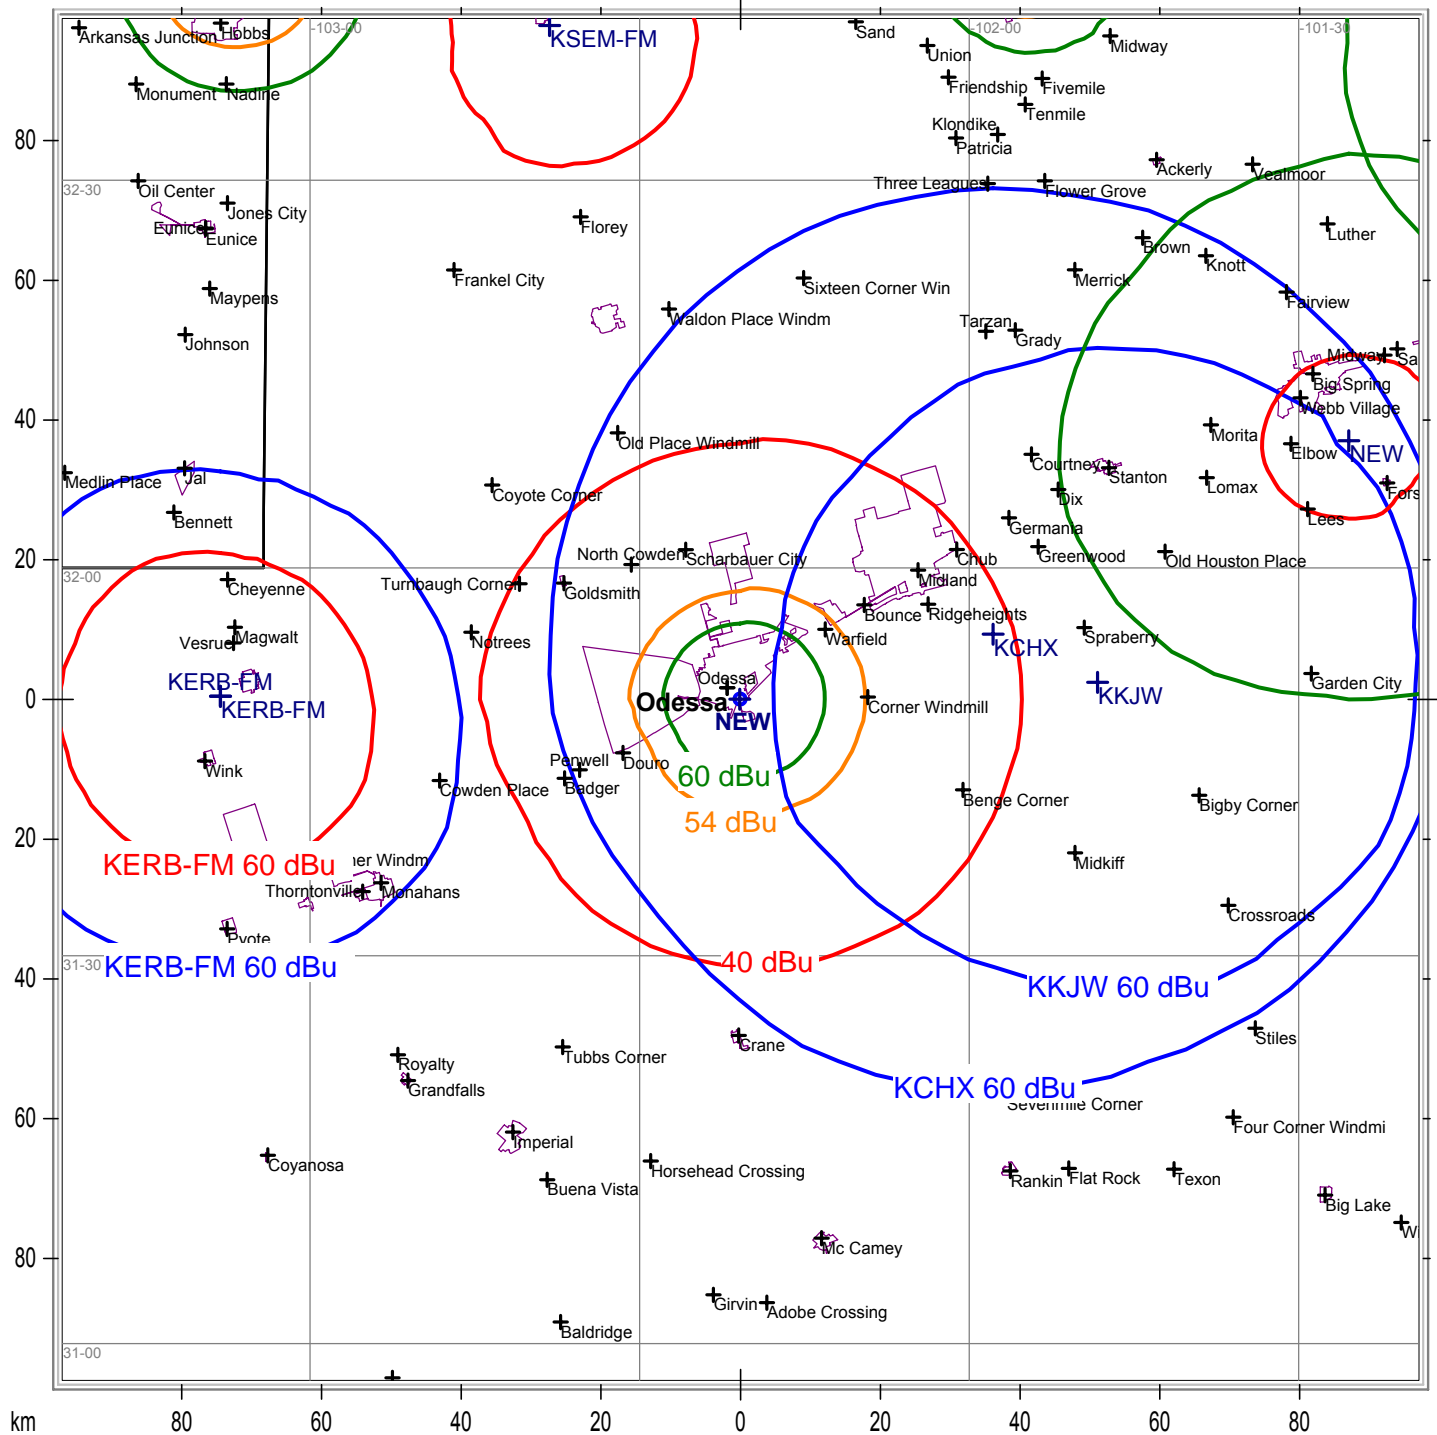 Arkansas Junction
Hobbs
-103-00
KSEM-FM
Sand
-102-00
Midway
-101-30
Union
Monument
Nadine
Friendship
Fivemile
Tenmile
80
Klondike
Patricia
Ackerly
Vealmoor
32-30
Oil Center
Three Leagues
Flower Grove
Jones City
Florey
Eunice
Eunice
Luther
Brown
Knott
60
Frankel City
Sixteen Corner Win
Merrick
Maypens
Fairview
Waldon Place Windm
Tarzan
Grady
Johnson
Midway
Sa
Big Spring
Webb Village
40
Morita
Old Place Windmill
Elbow
NEW
Courtney
Stanton
Medlin Place
Jal
Lomax
Fors
Coyote Corner
Dix
Bennett
Lees
Germania
20
North Cowden
Scharbauer City
Chub
Greenwood
Old Houston Place
32-00
Cheyenne
Turnbaugh Corner
Goldsmith
Midland
Bounce
Ridgeheights
Vesrue
Magwalt
Notrees
Warfield
KCHX
Spraberry
KERB-FM
Odessa
Garden City
0
KERB-FM
Odessa
NEW
Corner Windmill
KKJW
Wink
Penwell
Douro
60 dBu
Cowden Place
Badger
Benge Corner
Bigby Corner
54 dBu
20
KERB-FM 60 dBu
ner Windm
Midkiff
Thorntonville
Monahans
Crossroads
Pyote
31-30
KERB-FM 60 dBu
40 dBu
40
KKJW 60 dBu
Royalty
Tubbs Corner
Crane
Stiles
Grandfalls
KCHX 60 dBu
Sevenmile Corner
60
Four Corner Windmi
Imperial
Coyanosa
Horsehead Crossing
Rankin
Flat Rock
Texon
Buena Vista
Big Lake
Wi
80
Mc Camey
Girvin
Adobe Crossing
Baldridge
31-00
km
80
60
40
20
0
20
40
60
80